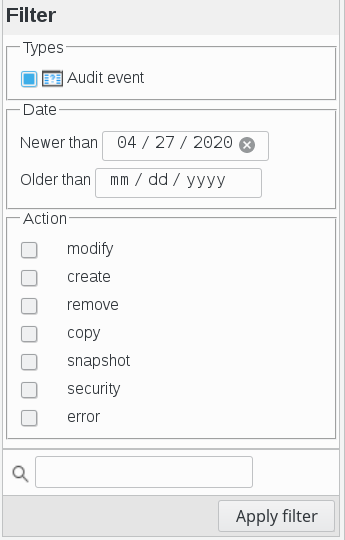 Filter
Types
Audit event
Date
Newer than 04 / 27 / 2020
Older than mm / dd / yyyy
Action
modify
create
remove
copy
snapshot
security
error
Apply filter